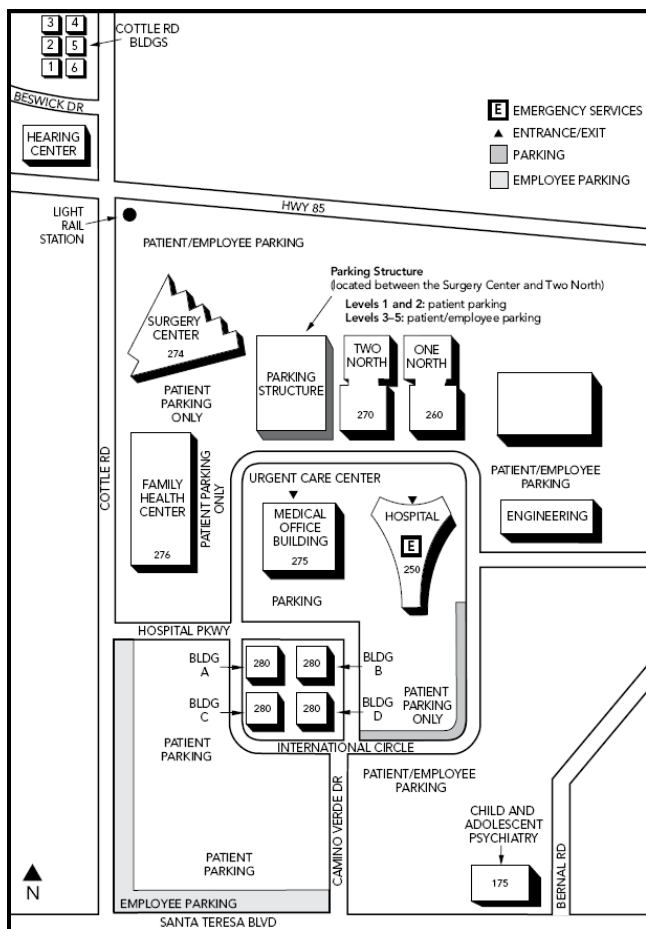 3 4
2 5
1 6
COTTLE RD
BLDGS
BESWICK DR
HEARING
CENTER
E EMERGENCY SERVICES
▲ ENTRANCE/EXIT
PARKING
EMPLOYEE PARKING
HWY 85
LIGHT
RAIL
STATION
PATIENT/EMPLOYEE PARKING
Parking Structure
(located between the Surgery Center and Two North)
Levels 1 and 2: patient parking
Levels 3–5: patient/employee parking
SURGERY
CENTER
274
PATIENT
PARKING
ONLY
PARKING
STRUCTURE
TWO
NORTH
270
ONE
NORTH
260
COTTLE RD
FAMILY
HEALTH
CENTER
276
PATIENT PARKING
ONLY
URGENT CARE CENTER
MEDICAL
OFFICE
BUILDING
275
HOSPITAL
E
250
PATIENT/EMPLOYEE
PARKING
ENGINEERING
PARKING
HOSPITAL PKWY
BLDG
A
280
280
BLDG
B
BLDG
C
280
280
BLDG
D
PATIENT
PARKING
ONLY
PATIENT
PARKING
INTERNATIONAL CIRCLE
PATIENT/EMPLOYEE
PARKING
CAMINO VERDE DR
CHILD AND
ADOLESCENT
PSYCHIATRY
175
BERNAL RD
PATIENT
PARKING
N
EMPLOYEE PARKING
SANTA TERESA BLVD